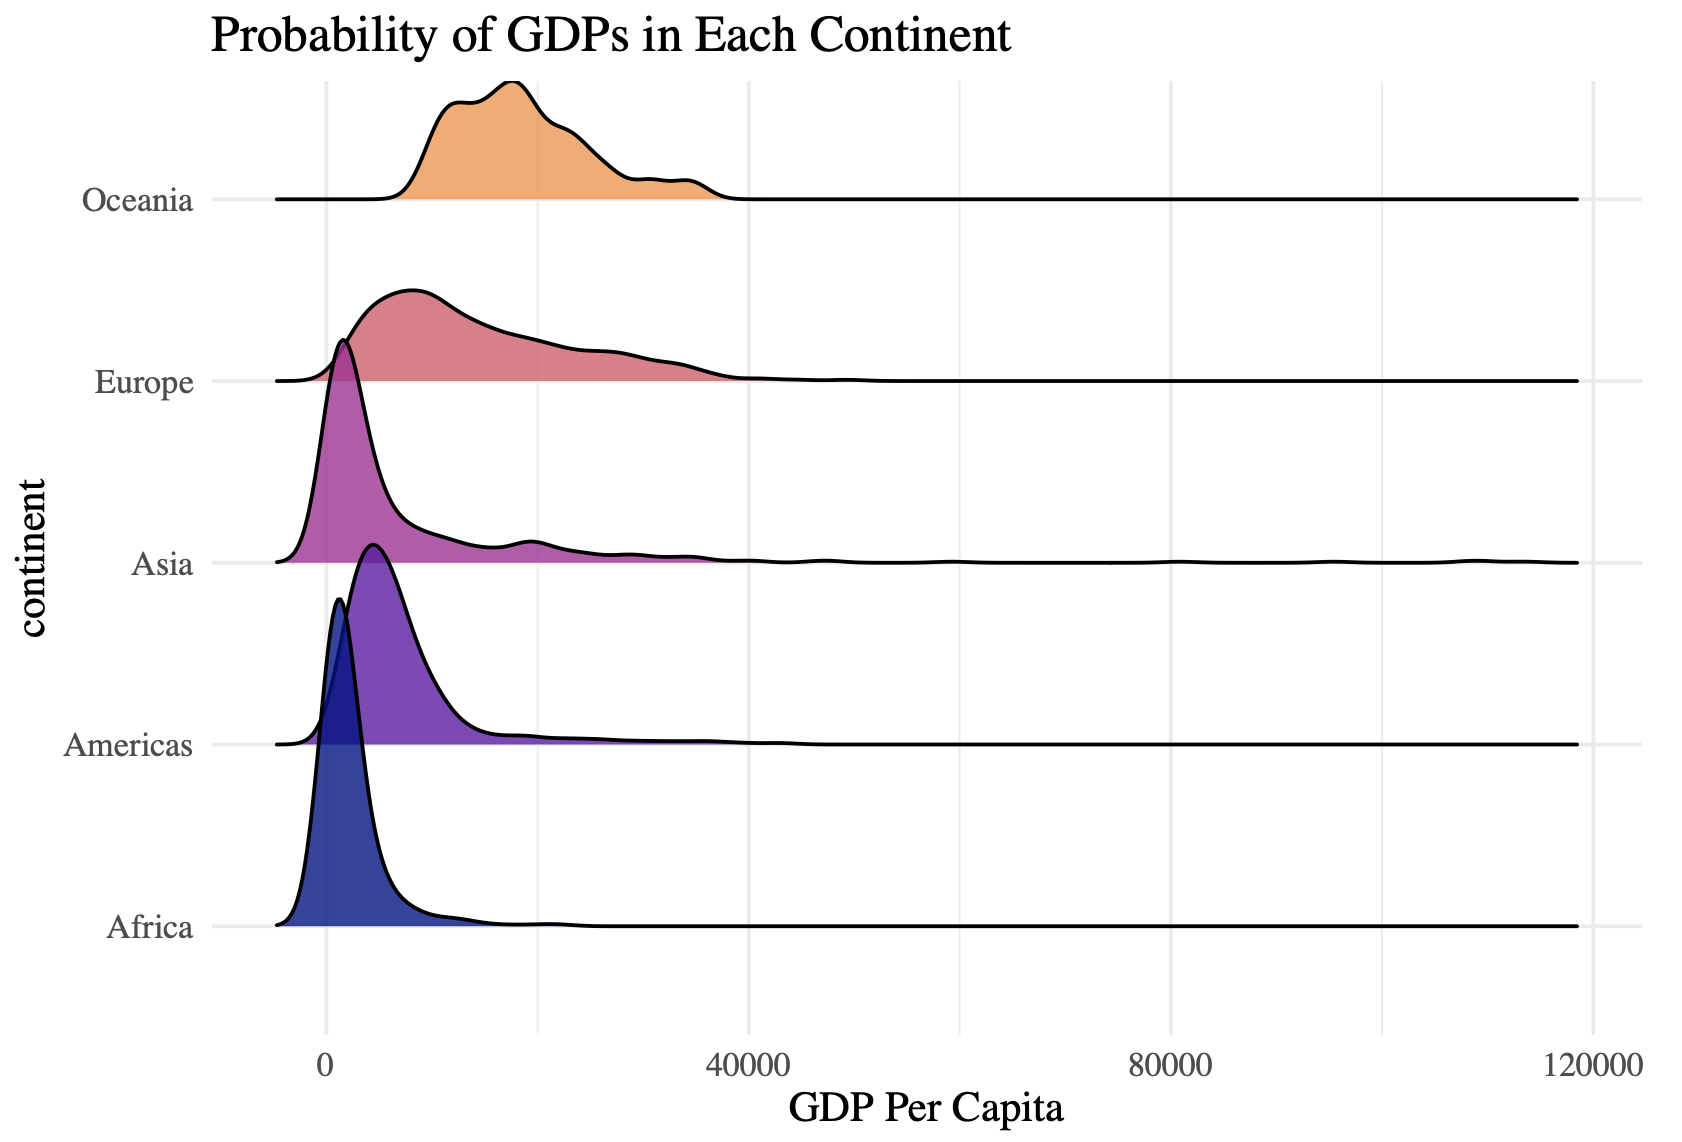 Probability of GDPs in Each Continent
Oceania
Europe
Asia
Americas
Africa
continent
0
40000
80000
120000
GDP Per Capita